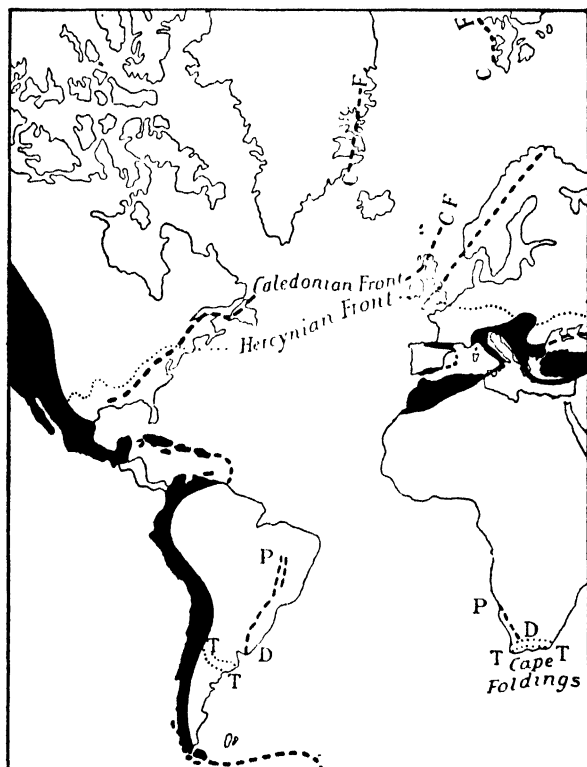 F
C
F
C
C F
Caledonian Front
Hercynian Front
P
D
T
T
P
D
T
T
Cape
Foldings